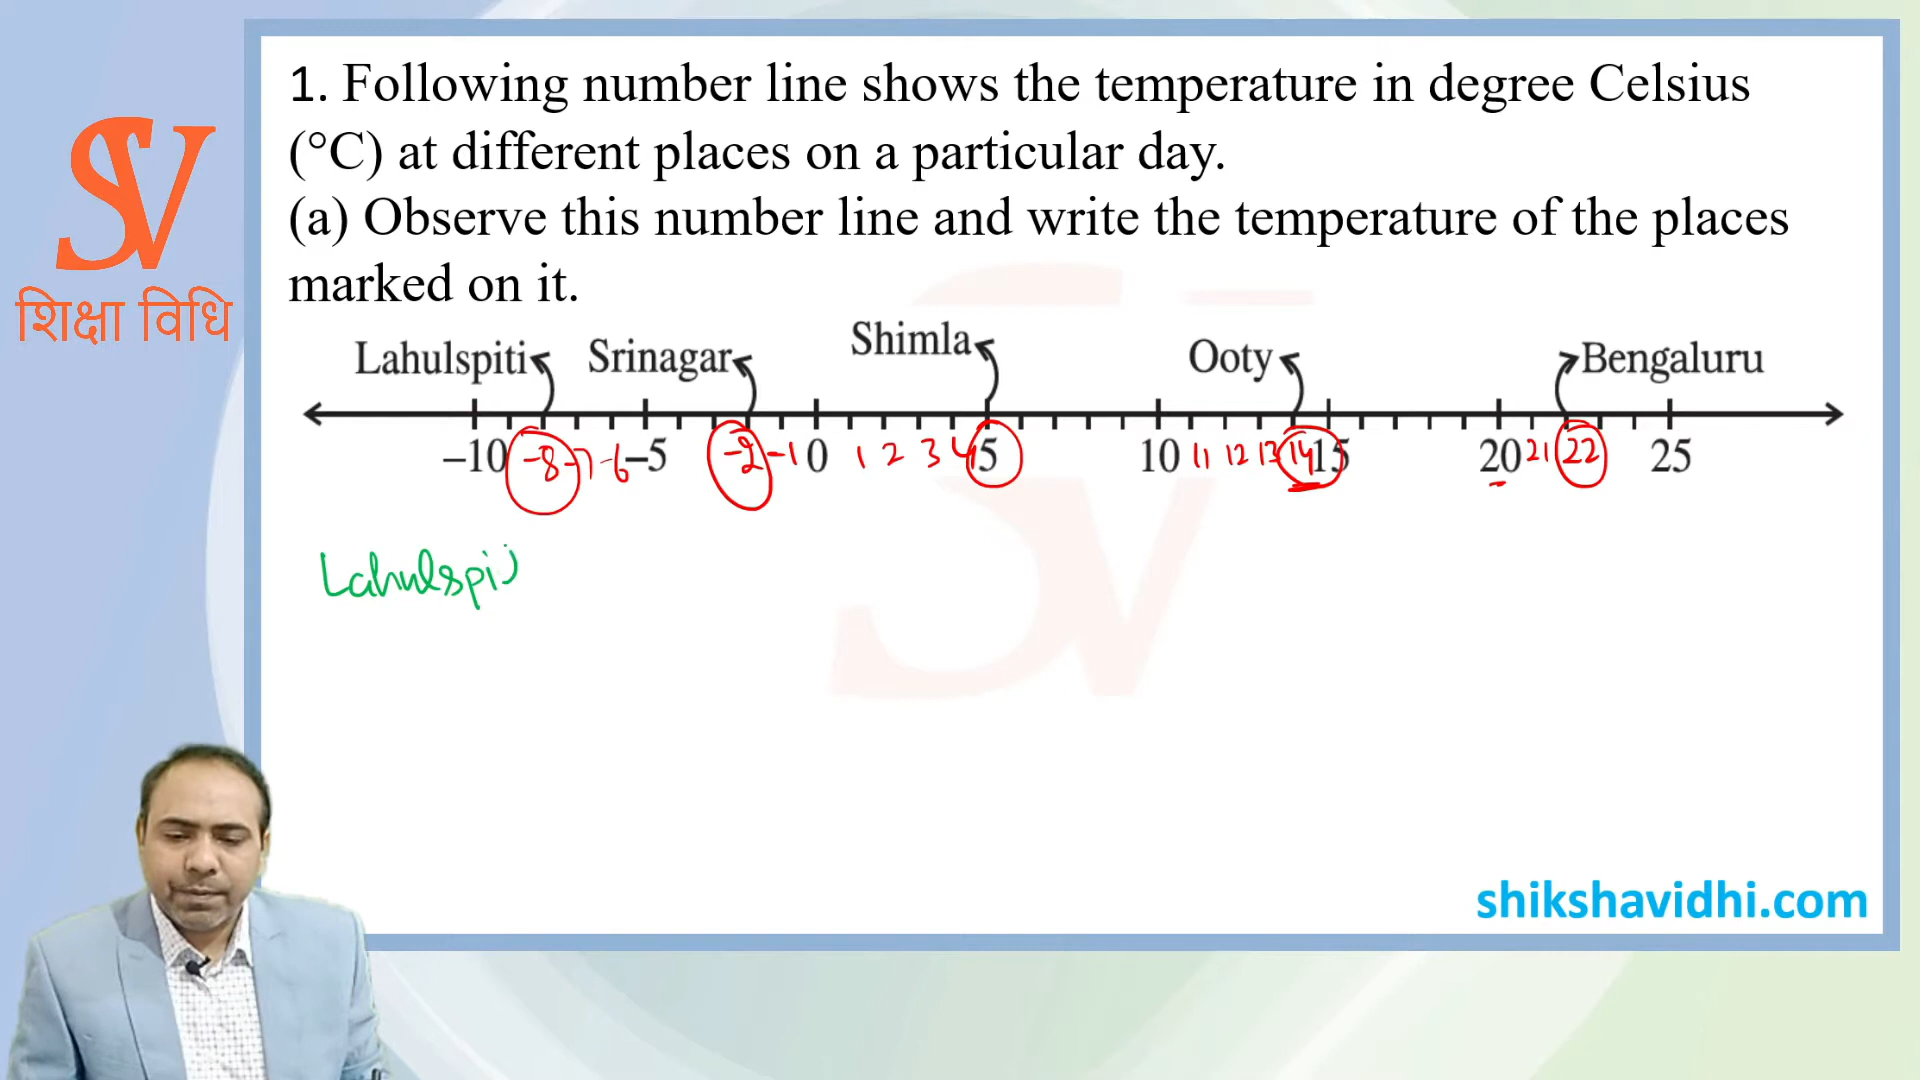 1. Following number line shows the temperature in degree Celsius
(°C) at different places on a particular day.
(a) Observe this number line and write the temperature of the places
marked on it.
SV
शिक्षा विधि
Lahulspiti Srinagar Shimla Ooty Bengaluru
–10 -8 -7 -6 –5 -2 -1 0 1 2 3 4 5 10 11 12 13 14 15 20 21 22 25
Lahulspi
shikshavidhi.com